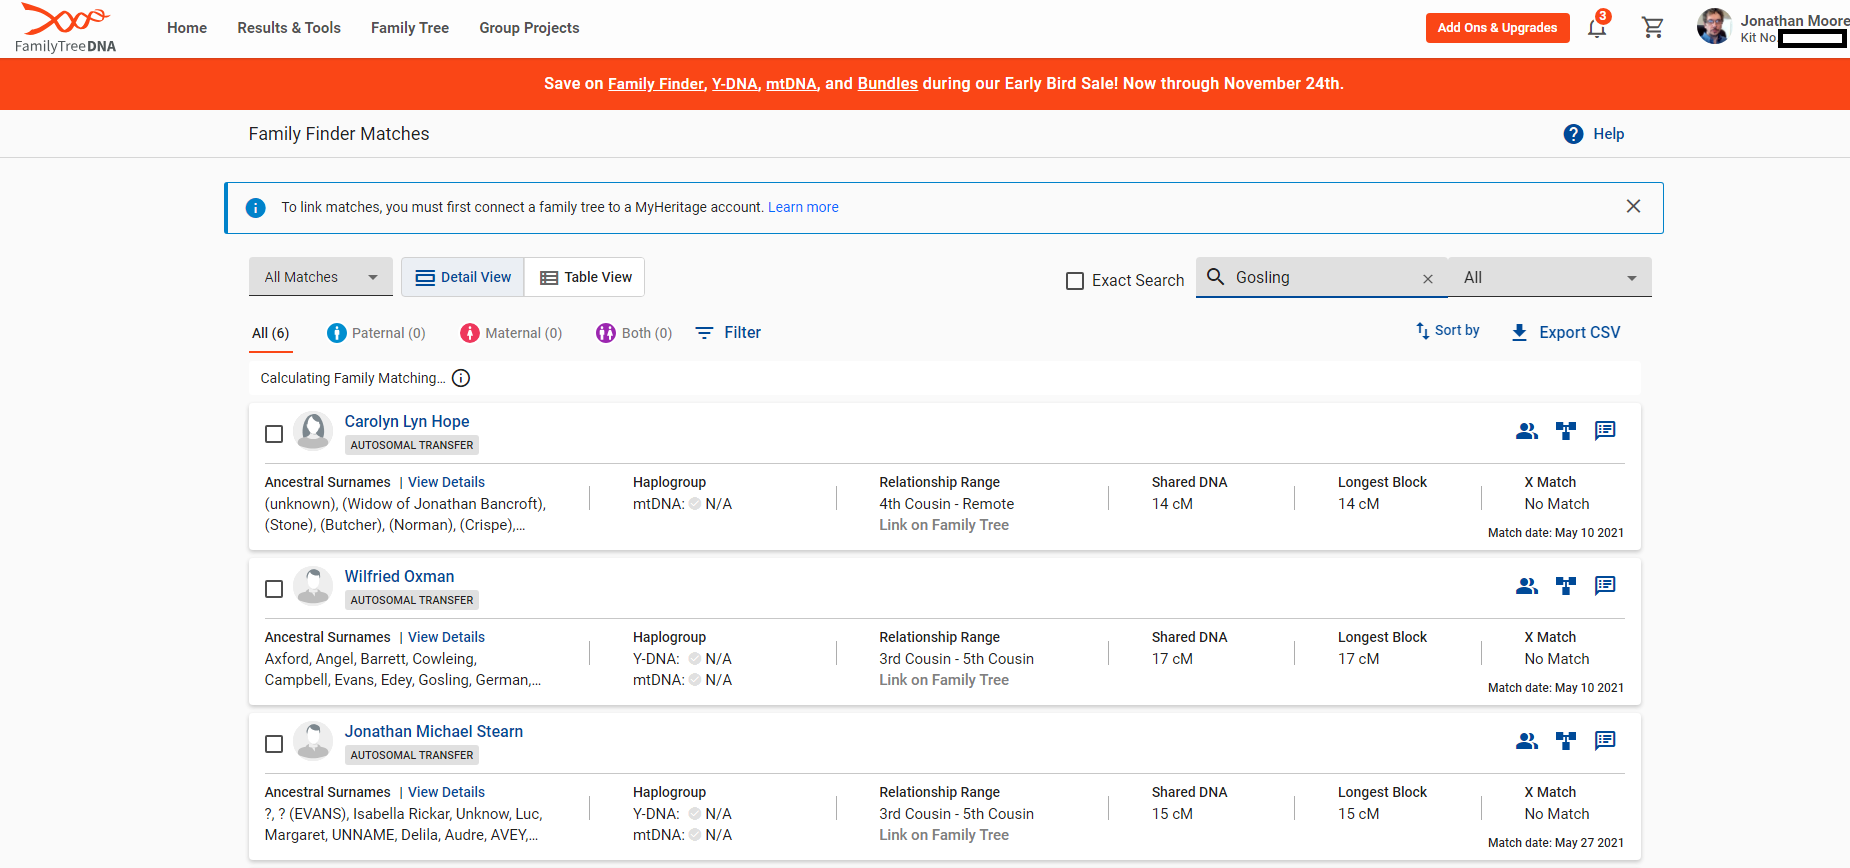 FamilyTreeDNA
Home Results & Tools Family Tree Group Projects
Add Ons & Upgrades
3
Jonathan Moore
Kit No.
Save on Family Finder, Y-DNA, mtDNA, and Bundles during our Early Bird Sale! Now through November 24th.
Family Finder Matches
? Help
i To link matches, you must first connect a family tree to a MyHeritage account. Learn more
All Matches Detail View Table View Exact Search Gosling × All
All (6) Paternal (0) Maternal (0) Both (0) Filter Sort by Export CSV
Calculating Family Matching... i
Carolyn Lyn Hope
AUTOSOMAL TRANSFER
Ancestral Surnames | View Details Haplogroup Relationship Range Shared DNA Longest Block X Match
(unknown), (Widow of Jonathan Bancroft), mtDNA: N/A 4th Cousin - Remote 14 cM 14 cM No Match
(Stone), (Butcher), (Norman), (Crispe),... Link on Family Tree
Match date: May 10 2021
Wilfried Oxman
AUTOSOMAL TRANSFER
Ancestral Surnames | View Details Haplogroup Relationship Range Shared DNA Longest Block X Match
Axford, Angel, Barrett, Cowleing, Y-DNA: N/A 3rd Cousin - 5th Cousin 17 cM 17 cM No Match
Campbell, Evans, Edey, Gosling, German,... mtDNA: N/A Link on Family Tree
Match date: May 10 2021
Jonathan Michael Stearn
AUTOSOMAL TRANSFER
Ancestral Surnames | View Details Haplogroup Relationship Range Shared DNA Longest Block X Match
?, ? (EVANS), Isabella Rickar, Unknow, Luc, Y-DNA: N/A 3rd Cousin - 5th Cousin 15 cM 15 cM No Match
Margaret, UNNAME, Delila, Audre, AVEY,... mtDNA: N/A Link on Family Tree
Match date: May 27 2021